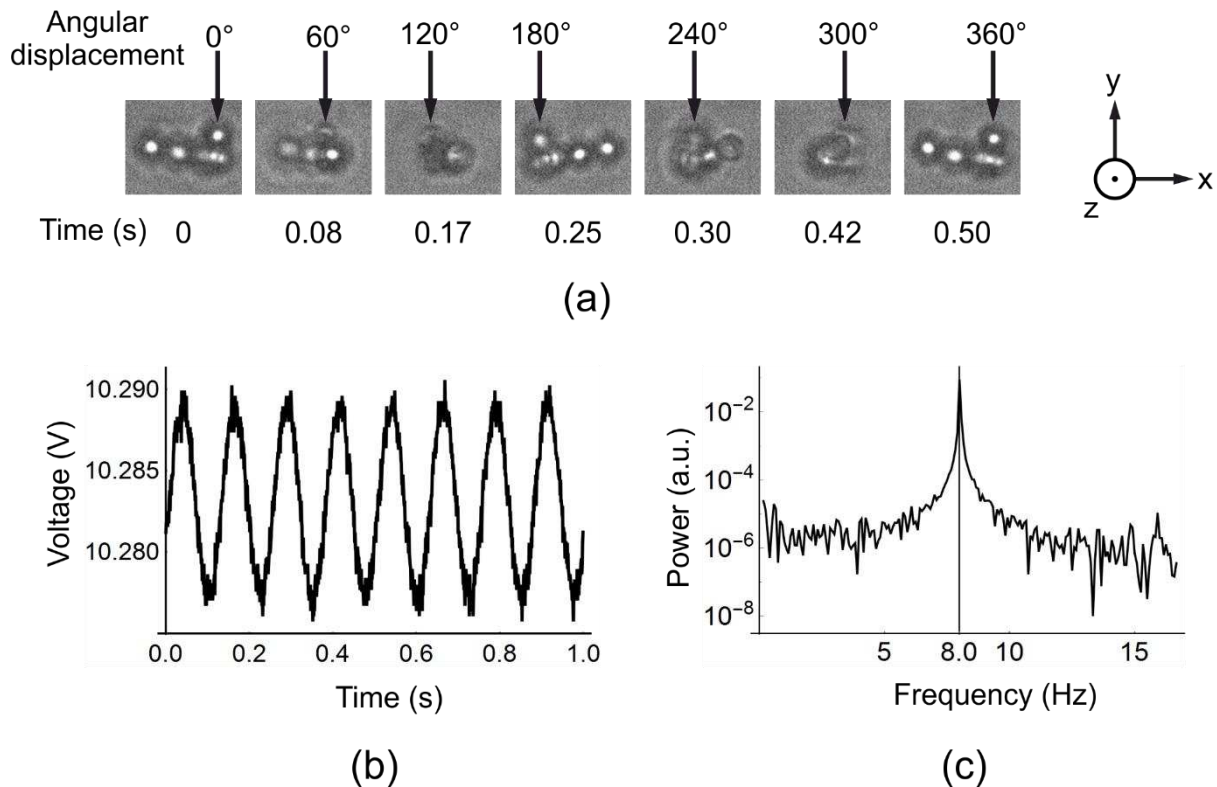 Angular displacement 0° 60° 120° 180° 240° 300° 360°
y
x
z
Time (s) 0 0.08 0.17 0.25 0.30 0.42 0.50
(a)
10.290
10.285
10.280
Voltage (V)
0.0 0.2 0.4 0.6 0.8 1.0
Time (s)
(b)
10⁻²
10⁻⁴
10⁻⁶
10⁻⁸
Power (a.u.)
5 8.0 10 15
Frequency (Hz)
(c)